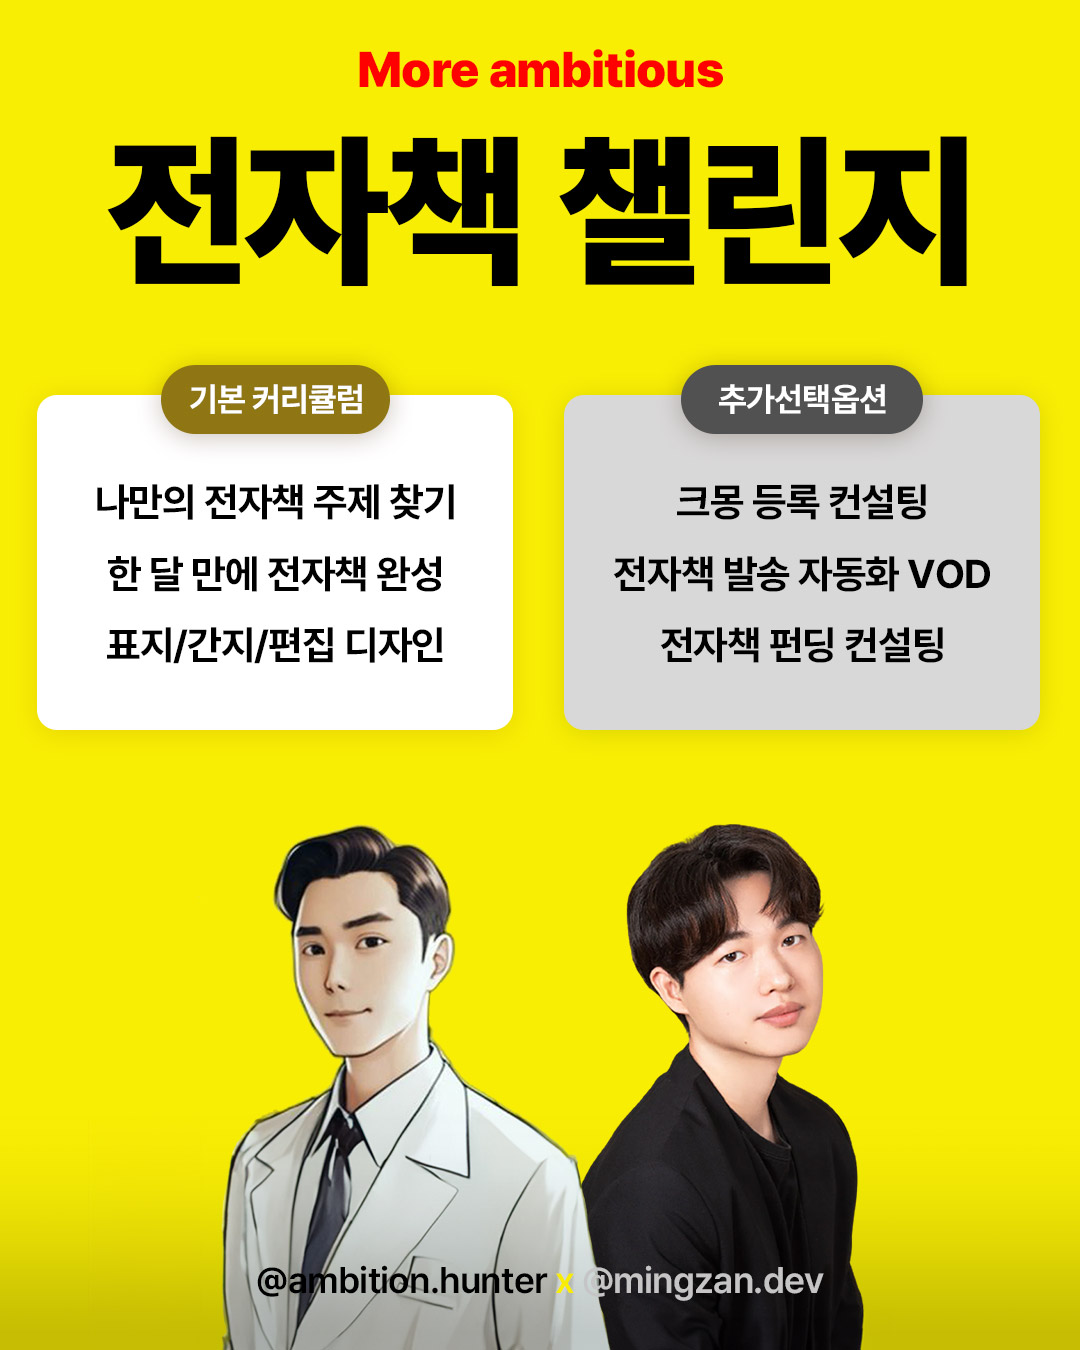 More ambitious
전자책 챌린지
기본 커리큘럼
나만의 전자책 주제 찾기
한 달 만에 전자책 완성
표지/간지/편집 디자인
추가선택옵션
크몽 등록 컨설팅
전자책 발송 자동화 VOD
전자책 펀딩 컨설팅
@ambition.hunter x @mingzan.dev